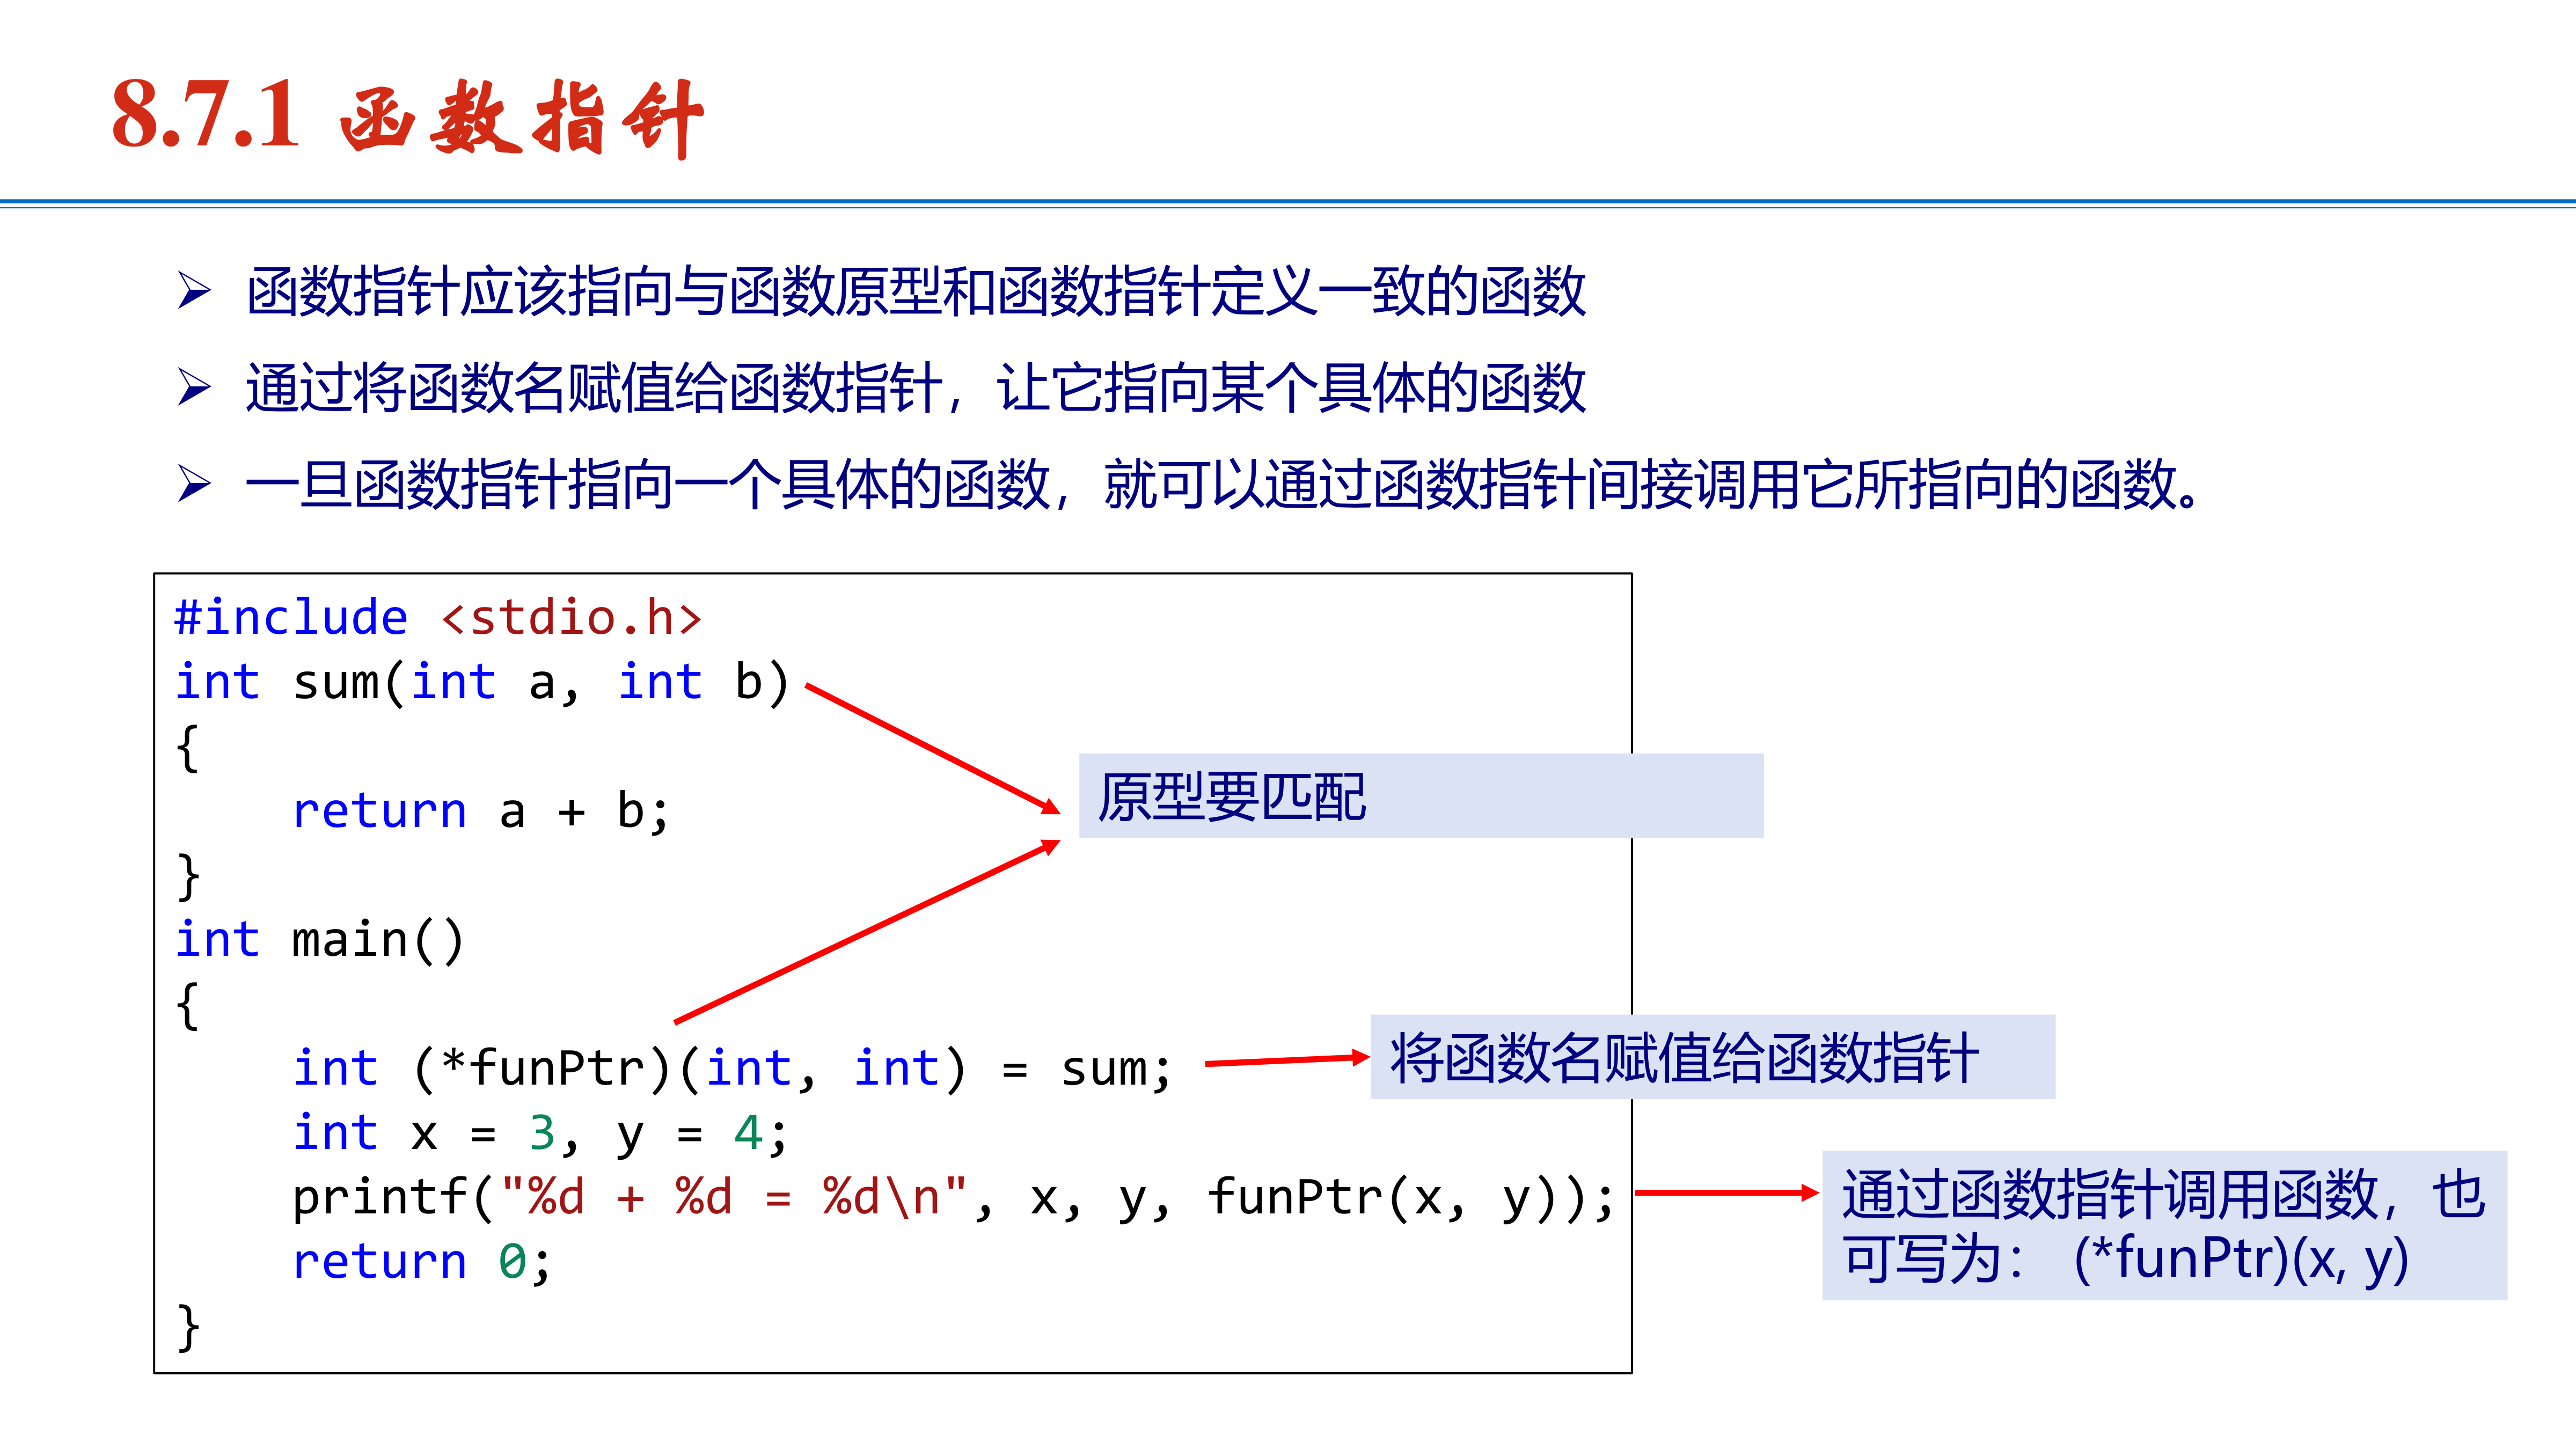 8.7.1 函数指针
➢ 函数指针应该指向与函数原型和函数指针定义一致的函数
➢ 通过将函数名赋值给函数指针，让它指向某个具体的函数
➢ 一旦函数指针指向一个具体的函数，就可以通过函数指针间接调用它所指向的函数。
#include <stdio.h>
int sum(int a, int b)
{
    return a + b;
}
int main()
{
    int (*funPtr)(int, int) = sum;
    int x = 3, y = 4;
    printf("%d + %d = %d\n", x, y, funPtr(x, y));
    return 0;
}
原型要匹配
将函数名赋值给函数指针
通过函数指针调用函数，也
可写为： (*funPtr)(x, y)